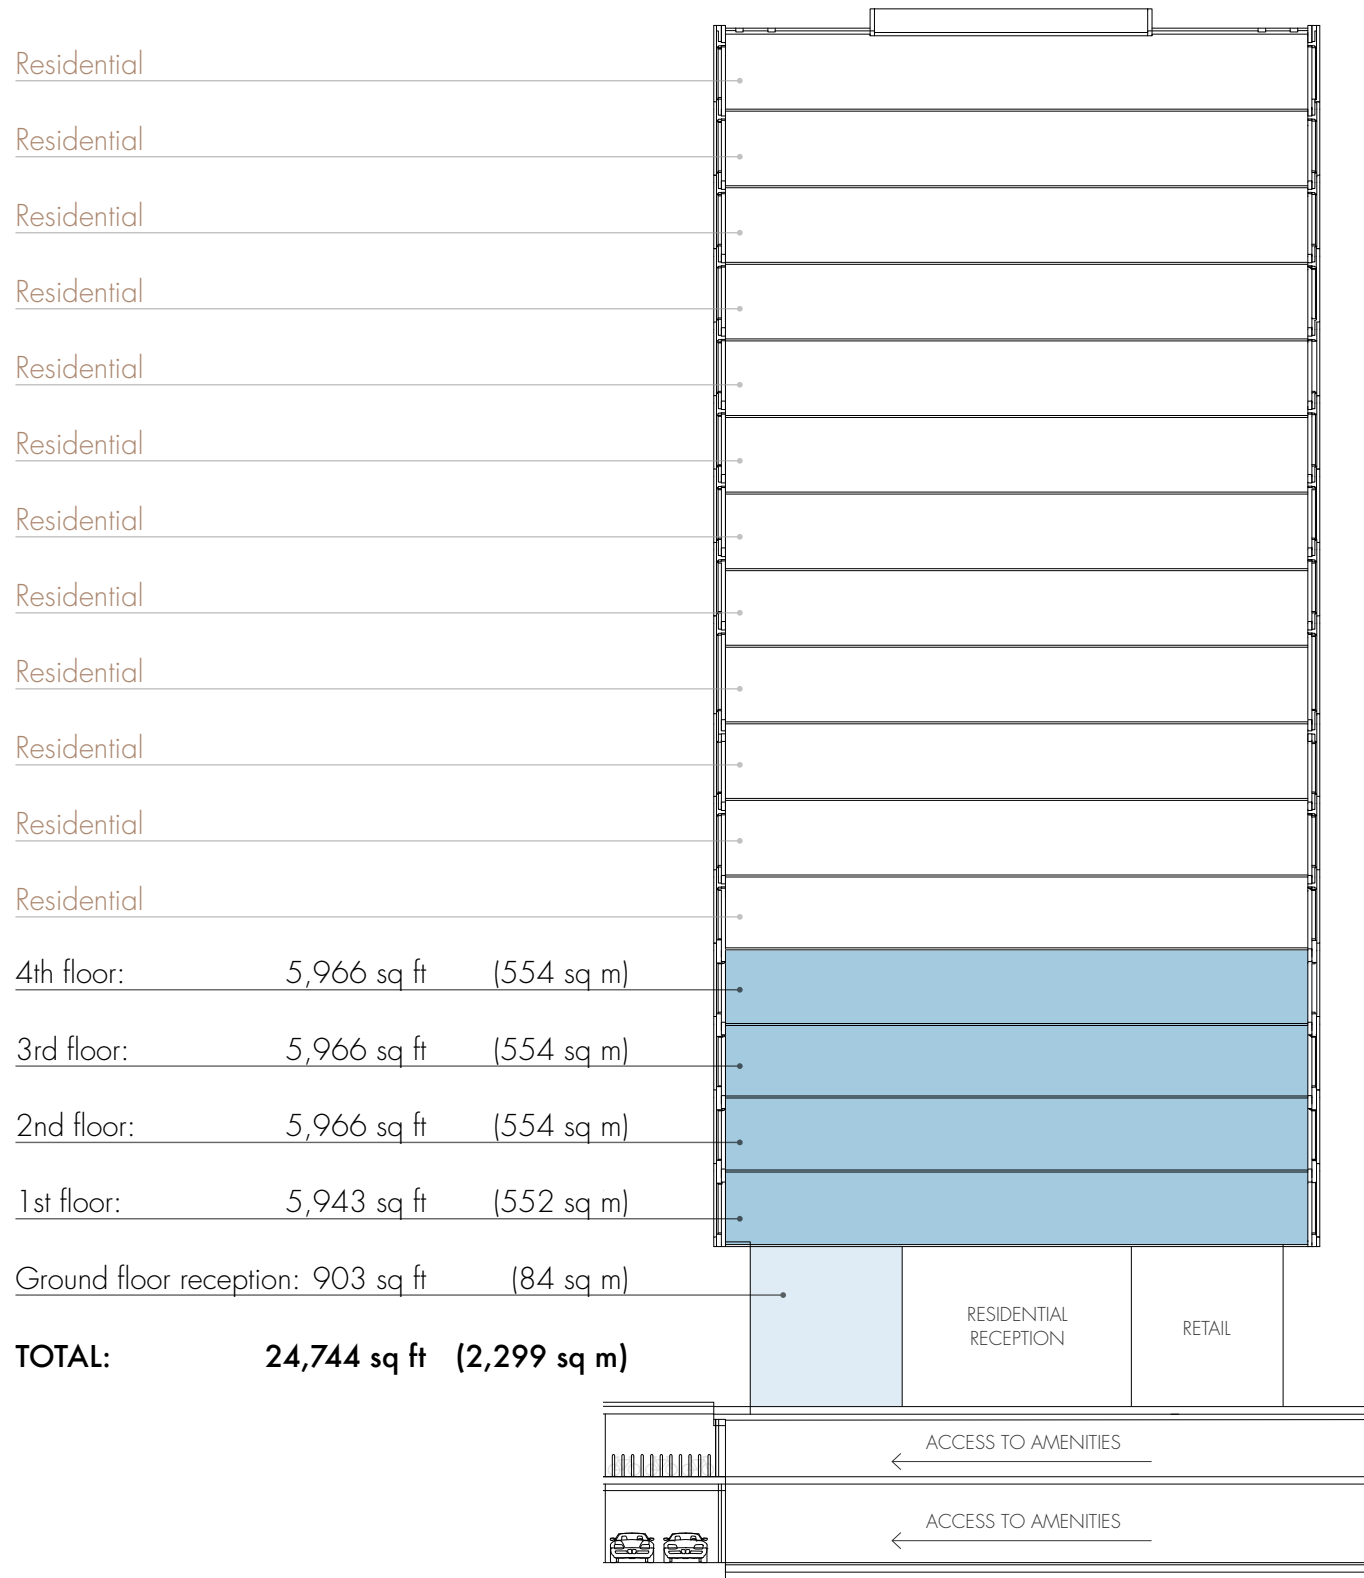 Residential
Residential
Residential
Residential
Residential
Residential
Residential
Residential
Residential
Residential
Residential
Residential
4th floor: 5,966 sq ft (554 sq m)
3rd floor: 5,966 sq ft (554 sq m)
2nd floor: 5,966 sq ft (554 sq m)
1st floor: 5,943 sq ft (552 sq m)
Ground floor reception: 903 sq ft (84 sq m)
TOTAL: 24,744 sq ft (2,299 sq m)
RESIDENTIAL
RECEPTION
RETAIL
ACCESS TO AMENITIES
ACCESS TO AMENITIES